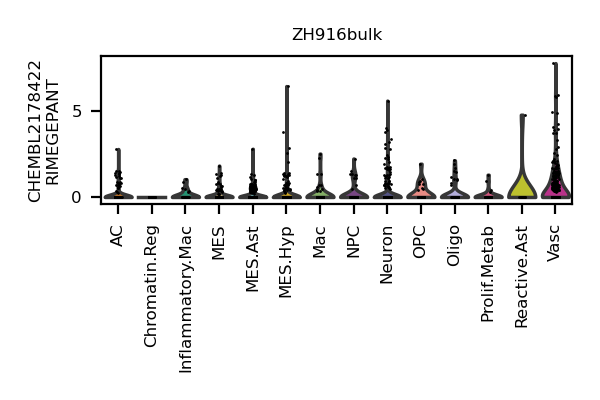 ZH916bulk
CHEMBL2178422
RIMEGEPANT
5
0
AC
Chromatin.Reg
Inflammatory.Mac
MES
MES.Ast
MES.Hyp
Mac
NPC
Neuron
OPC
Oligo
Prolif.Metab
Reactive.Ast
Vasc